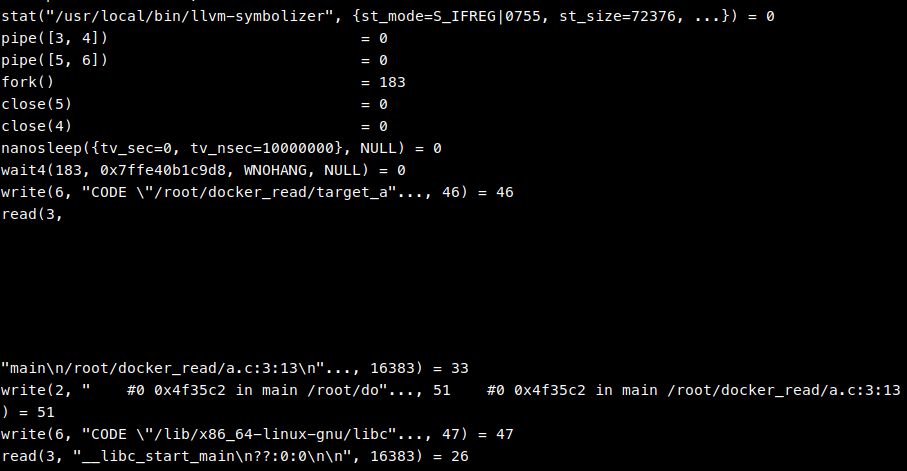 stat("/usr/local/bin/llvm-symbolizer", {st_mode=S_IFREG|0755, st_size=72376, ...}) = 0
pipe([3, 4])                            = 0
pipe([5, 6])                            = 0
fork()                                  = 183
close(5)                                = 0
close(4)                                = 0
nanosleep({tv_sec=0, tv_nsec=10000000}, NULL) = 0
wait4(183, 0x7ffe40b1c9d8, WNOHANG, NULL) = 0
write(6, "CODE \"/root/docker_read/target_a"..., 46) = 46
read(3,
"main\n/root/docker_read/a.c:3:13\n"..., 16383) = 33
write(2, "    #0 0x4f35c2 in main /root/do"..., 51    #0 0x4f35c2 in main /root/docker_read/a.c:3:13
) = 51
write(6, "CODE \"/lib/x86_64-linux-gnu/libc"..., 47) = 47
read(3, "__libc_start_main\n??:0:0\n\n", 16383) = 26